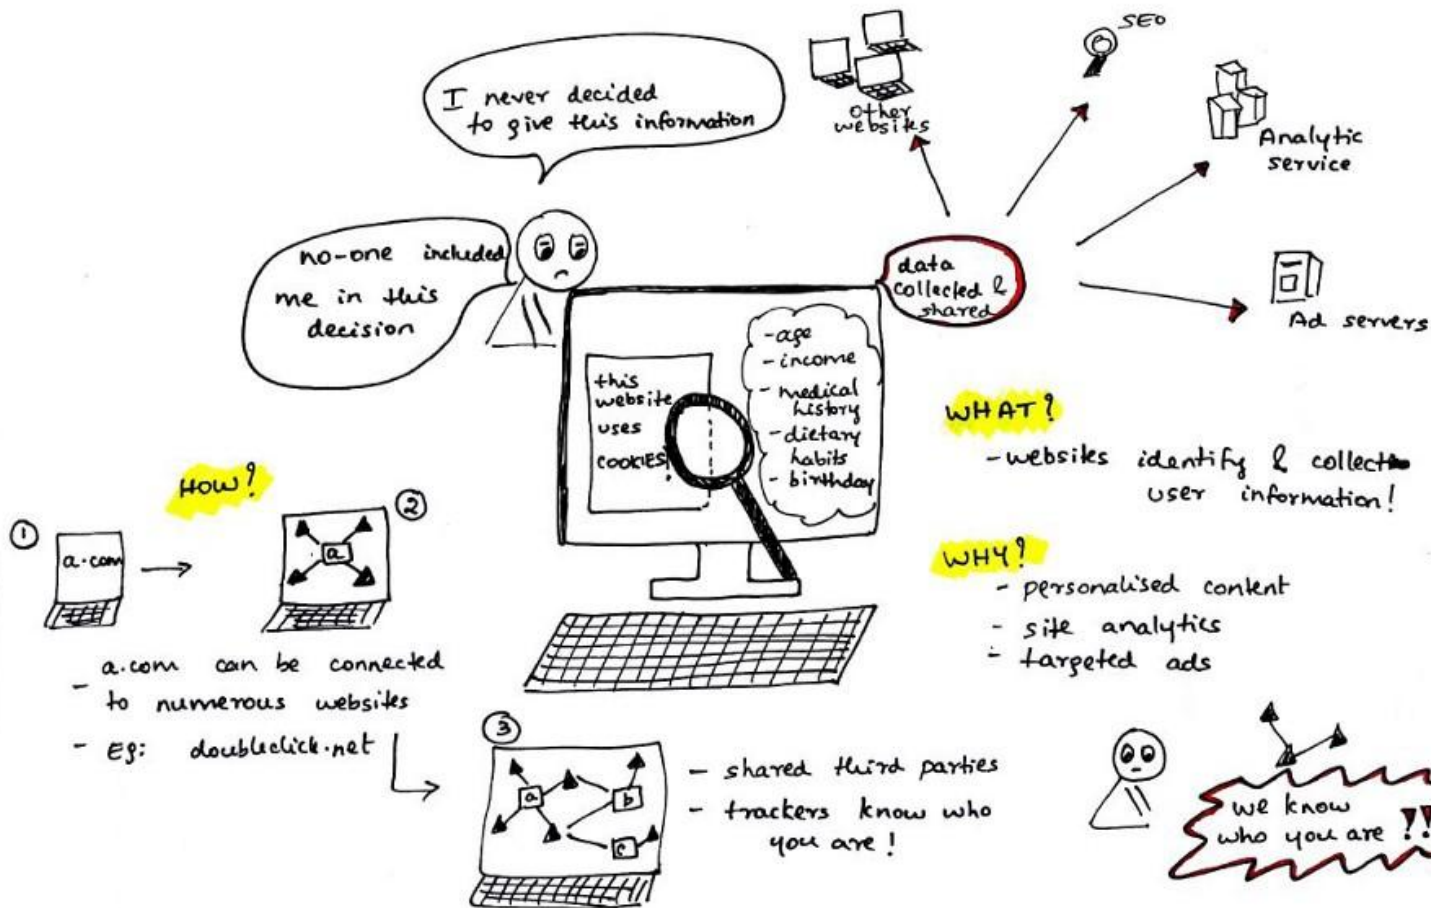 I never decided
to give this information
no-one included
me in this
decision
Other
websites
SEO
Analytic
service
Ad servers
data
collected &
shared
this
website
uses
COOKIES!
- age
- income
- medical
history
- dietary
habits
- birthday
WHAT?
- websites identify & collect
user information!
WHY?
- personalised content
- site analytics
- targeted ads
HOW?
1
a.com
2
a
- a.com can be connected
to numerous websites
- Eg: doubleclick.net
3
a
b
c
- shared third parties
- trackers know who
you are!
we know
who you are !!